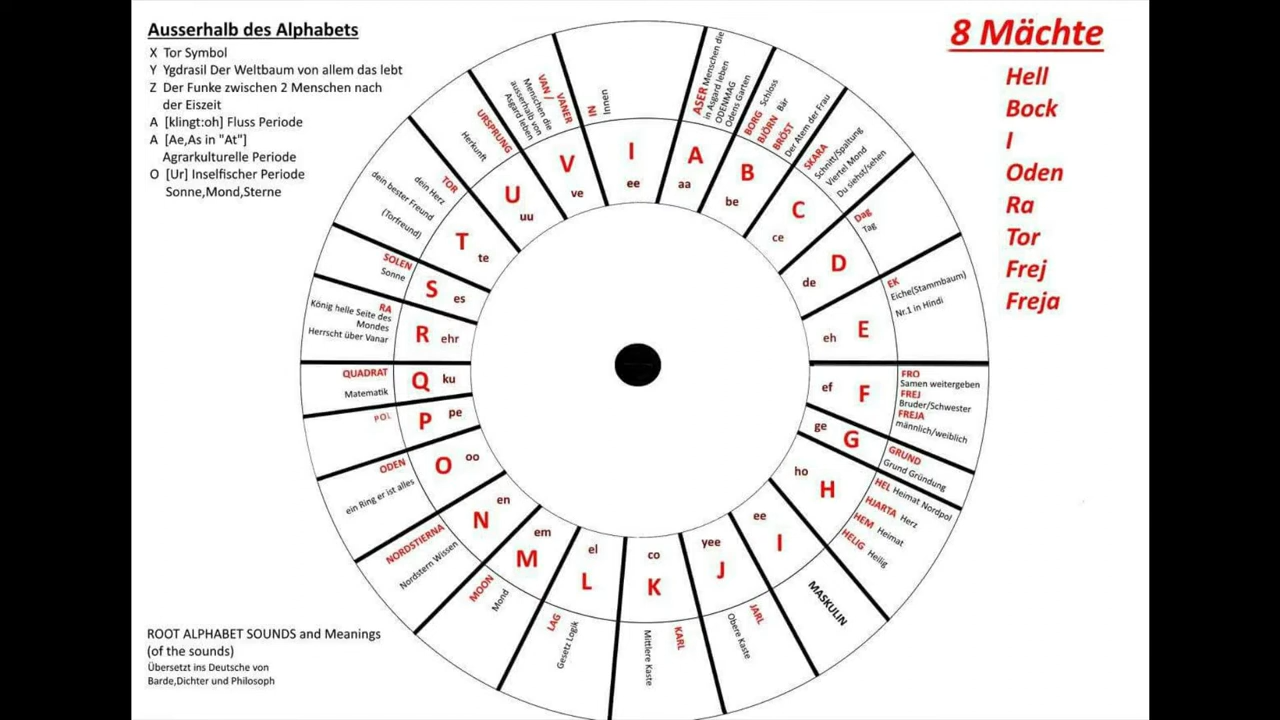 Ausserhalb des Alphabets
X Tor Symbol
Y Ygdrasil Der Weltbaum von allem das lebt
Z Der Funke zwischen 2 Menschen nach
der Eiszeit
A [klingt:oh] Fluss Periode
A [Ae,As in "At"]
Agrarkulturelle Periode
O [Ur] Inselfischer Periode
Sonne,Mond,Sterne
8 Mächte
Hell
Bock
I
Oden
Ra
Tor
Frej
Freja
I
ee
NI
Innen
A
aa
ASER Menschen die
in Asgard leben
ODENMAG
Odens Garten
B
be
BORG Schloss
BJÖRN Bär
BRÖST
Der Atem der Frau
C
ce
SKARA
Schnitt/Spaltung
Viertel Mond
Du siehst/sehen
D
de
Dag
Tag
E
eh
EK
Eiche(Stammbaum)
Nr.1 in Hindi
F
ef
FRO
Samen weitergeben
FREJ
Bruder/Schwester
FREJA
männlich/weiblich
G
ge
GRUND
Grund Gründung
H
ho
HEL Heimat Nordpol
HJARTA Herz
HEM Heimat
HELIG Heilig
I
ee
MASKULIN
J
yee
JARL
Obere Kaste
K
co
KARL
Mittlere Kaste
L
el
LAG
Gesetz Logik
M
em
MOON
Mond
N
en
NORDSTIERNA
Nordstern Wissen
O
oo
ODEN
ein Ring er ist alles
P
pe
POL
Q
ku
QUADRAT
Matematik
R
ehr
RA
König helle Seite des
Mondes
Herrscht über Vanar
S
es
SOLEN
Sonne
T
te
TOR
dein Herz
dein bester Freund
(Torfreund)
U
uu
URSPRUNG
Herkunft
V
ve
VAN /
VANER
Menschen die
ausserhalb von
Asgard leben
ROOT ALPHABET SOUNDS and Meanings
(of the sounds)
Übersetzt ins Deutsche von
Barde,Dichter und Philosoph